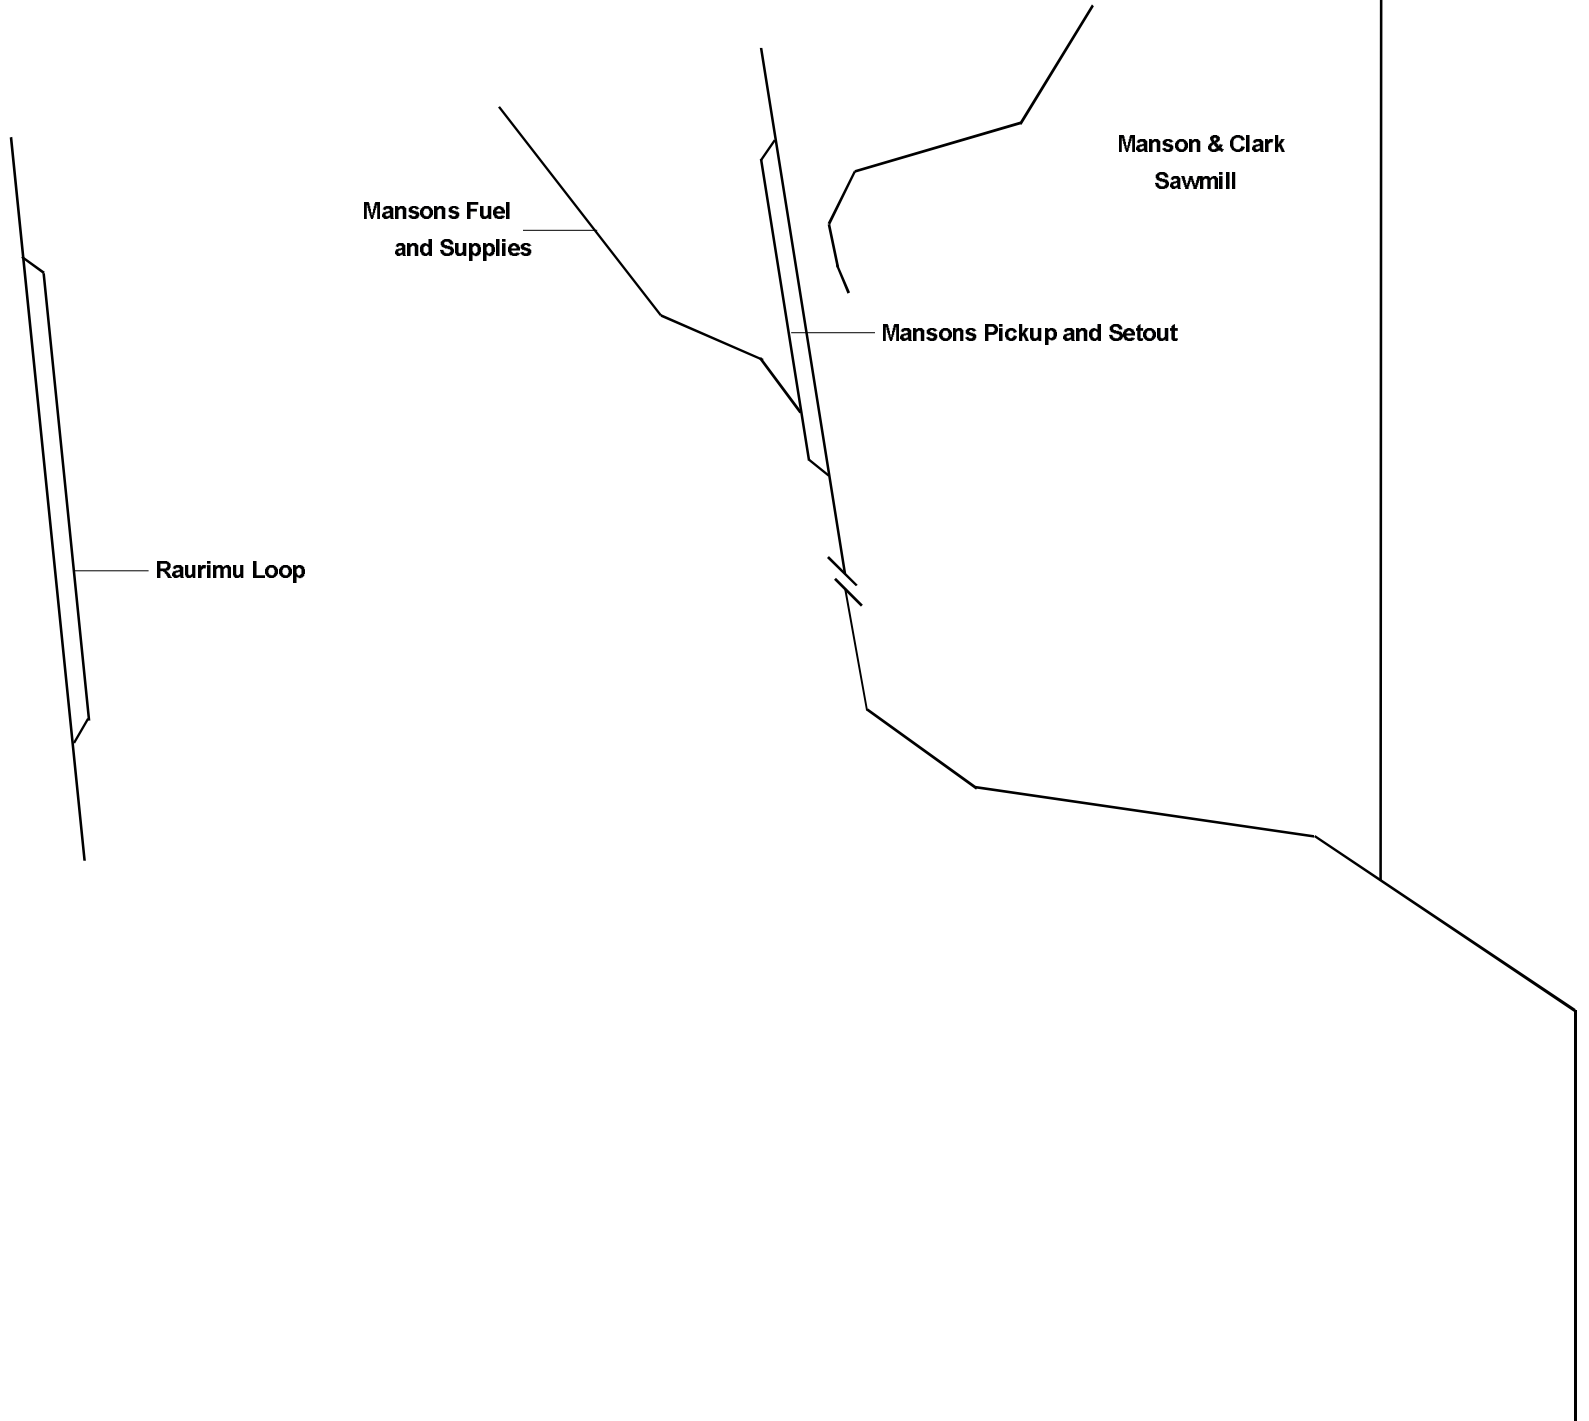 Manson & Clark
Sawmill
Mansons Fuel
and Supplies
Mansons Pickup and Setout
Raurimu Loop